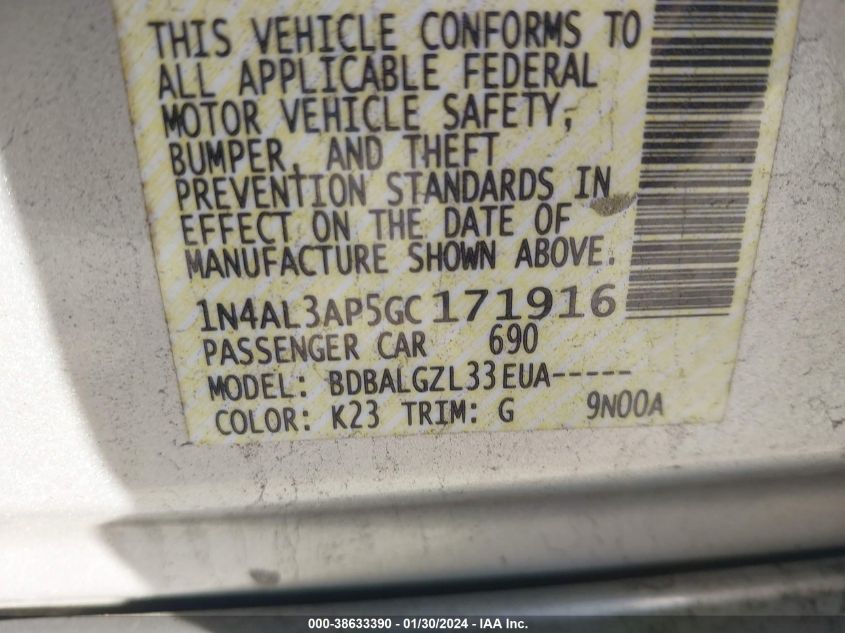 THIS VEHICLE CONFORMS TO
ALL APPLICABLE FEDERAL
MOTOR VEHICLE SAFETY,
BUMPER, AND THEFT
PREVENTION STANDARDS IN
EFFECT ON THE DATE OF
MANUFACTURE SHOWN ABOVE.
1N4AL3AP5GC171916
PASSENGER CAR 690
MODEL: BDBALGZL33EUA-----
COLOR: K23 TRIM: G 9N00A
000-38633390 - 01/30/2024 - IAA Inc.